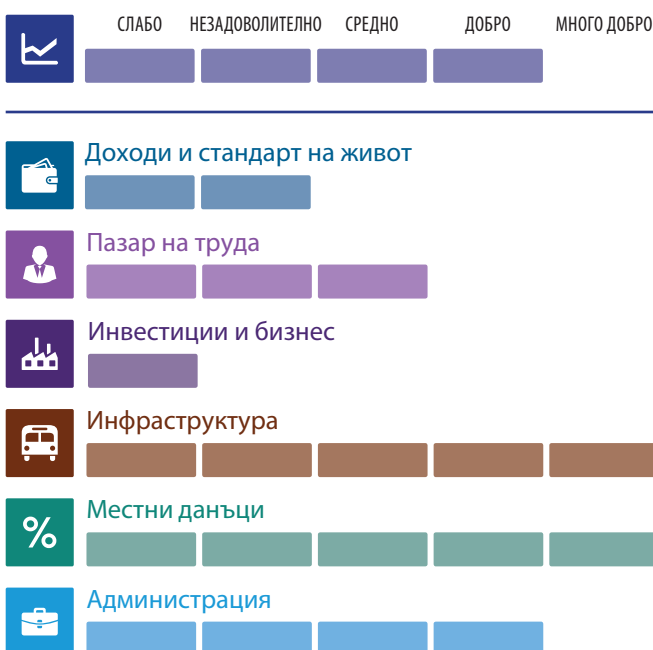 СЛАБО НЕЗАДОВОЛИТЕЛНО СРЕДНО ДОБРО МНОГО ДОБРО
Доходи и стандарт на живот
Пазар на труда
Инвестиции и бизнес
Инфраструктура
Местни данъци
%
Администрация